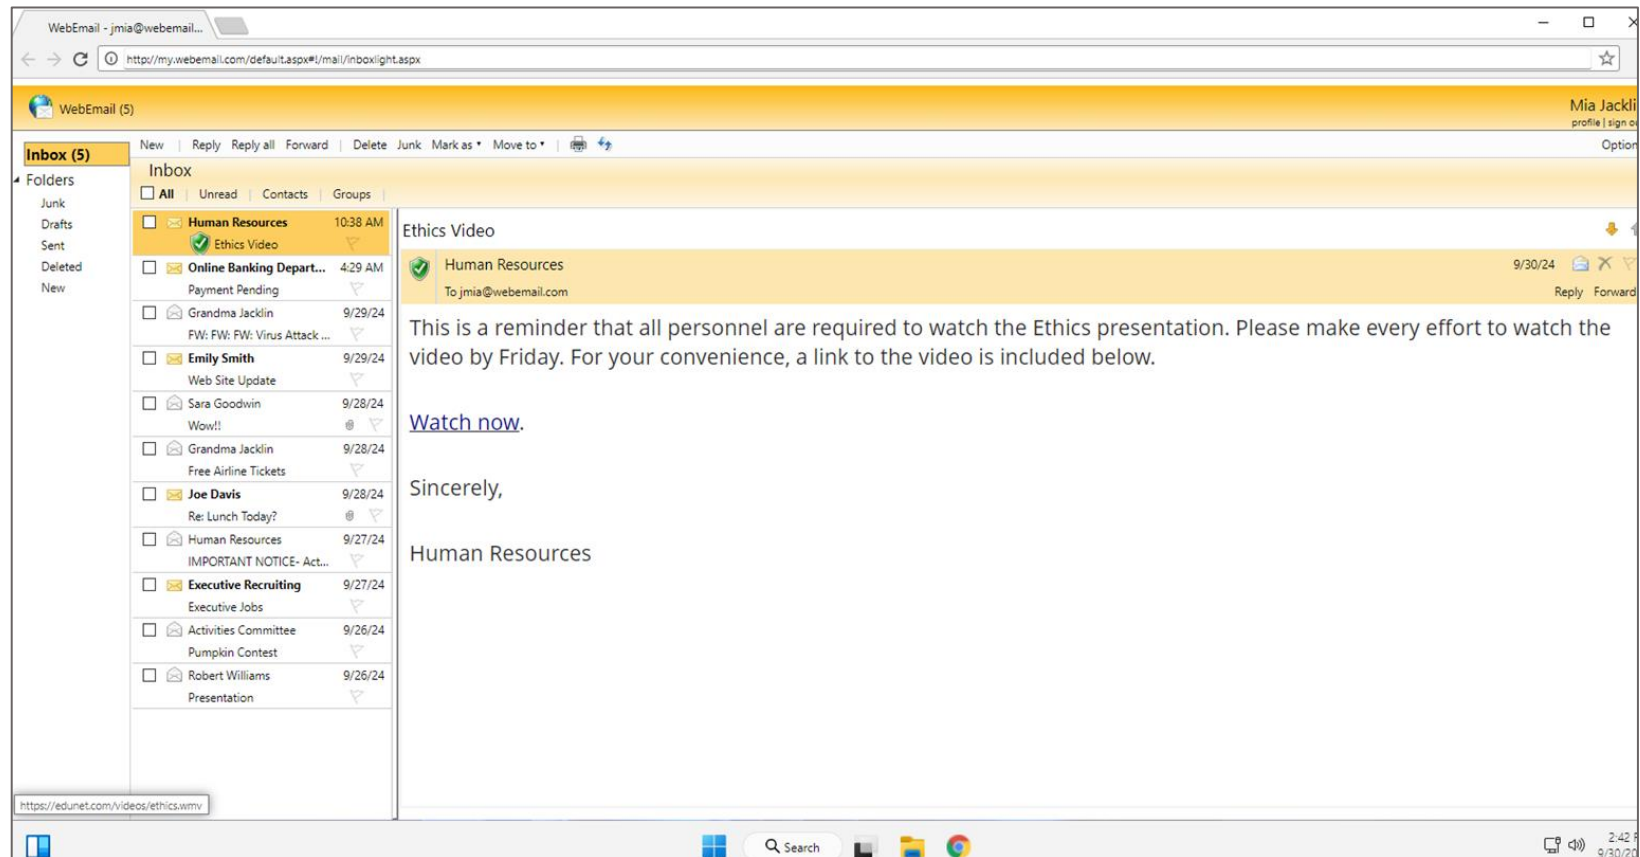 WebEmail - jmia@webemail...
http://my.webemail.com/default.aspx#!/mail/inboxlight.aspx
WebEmail (5)
Mia Jackli
profile | sign o
Inbox (5)
New | Reply Reply all Forward | Delete Junk Mark as Move to
Option
Folders
Junk
Drafts
Sent
Deleted
New
Inbox
All | Unread | Contacts | Groups |
Human Resources 10:38 AM
Ethics Video
Online Banking Depart... 4:29 AM
Payment Pending
Grandma Jacklin 9/29/24
FW: FW: FW: Virus Attack ...
Emily Smith 9/29/24
Web Site Update
Sara Goodwin 9/28/24
Wow!!
Grandma Jacklin 9/28/24
Free Airline Tickets
Joe Davis 9/28/24
Re: Lunch Today?
Human Resources 9/27/24
IMPORTANT NOTICE- Act...
Executive Recruiting 9/27/24
Executive Jobs
Activities Committee 9/26/24
Pumpkin Contest
Robert Williams 9/26/24
Presentation
Ethics Video
Human Resources 9/30/24
To jmia@webemail.com
Reply Forward
This is a reminder that all personnel are required to watch the Ethics presentation. Please make every effort to watch the
video by Friday. For your convenience, a link to the video is included below.
Watch now.
Sincerely,
Human Resources
https://edunet.com/videos/ethics.wmv
Search
2:42
9/30/20